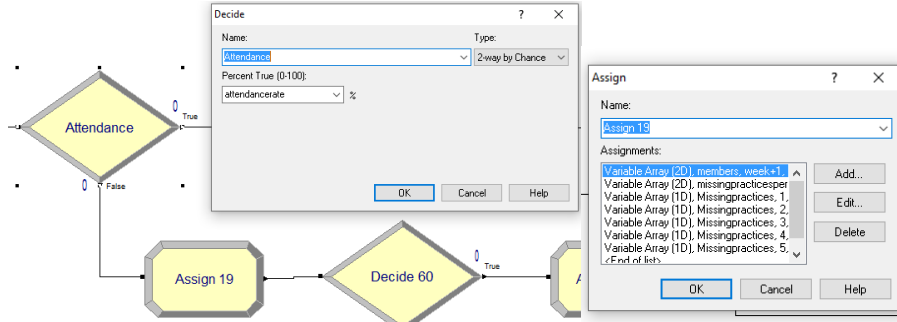 Decide
? X
Name:
Type:
Attendance
2-way by Chance
Percent True (0-100):
attendancerate
%
OK
Cancel
Help
Attendance
0
True
0
False
Assign 19
Decide 60
0
True
A
Assign
? X
Name:
Assign 19
Assignments:
Variable Array (2D), members, week+1,
Variable Array (2D), missingpracticesper
Variable Array (1D), Missingpractices, 1,
Variable Array (1D), Missingpractices, 2,
Variable Array (1D), Missingpractices, 3,
Variable Array (1D), Missingpractices, 4,
Variable Array (1D), Missingpractices, 5,
<End of list>
Add...
Edit...
Delete
OK
Cancel
Help